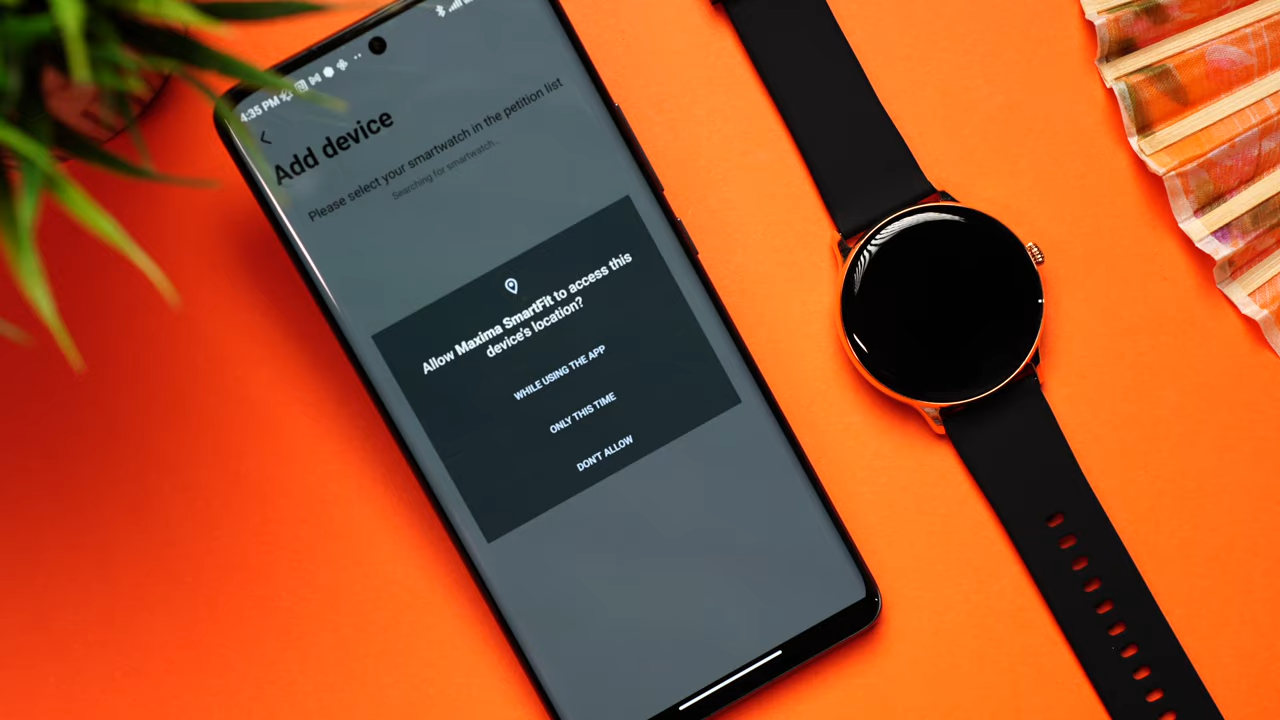 4:35 PM
Add device
Please select your smartwatch in the petition list
Searching for smartwatch...
Allow Maxima SmartFit to access this
device's location?
WHILE USING THE APP
ONLY THIS TIME
DON'T ALLOW